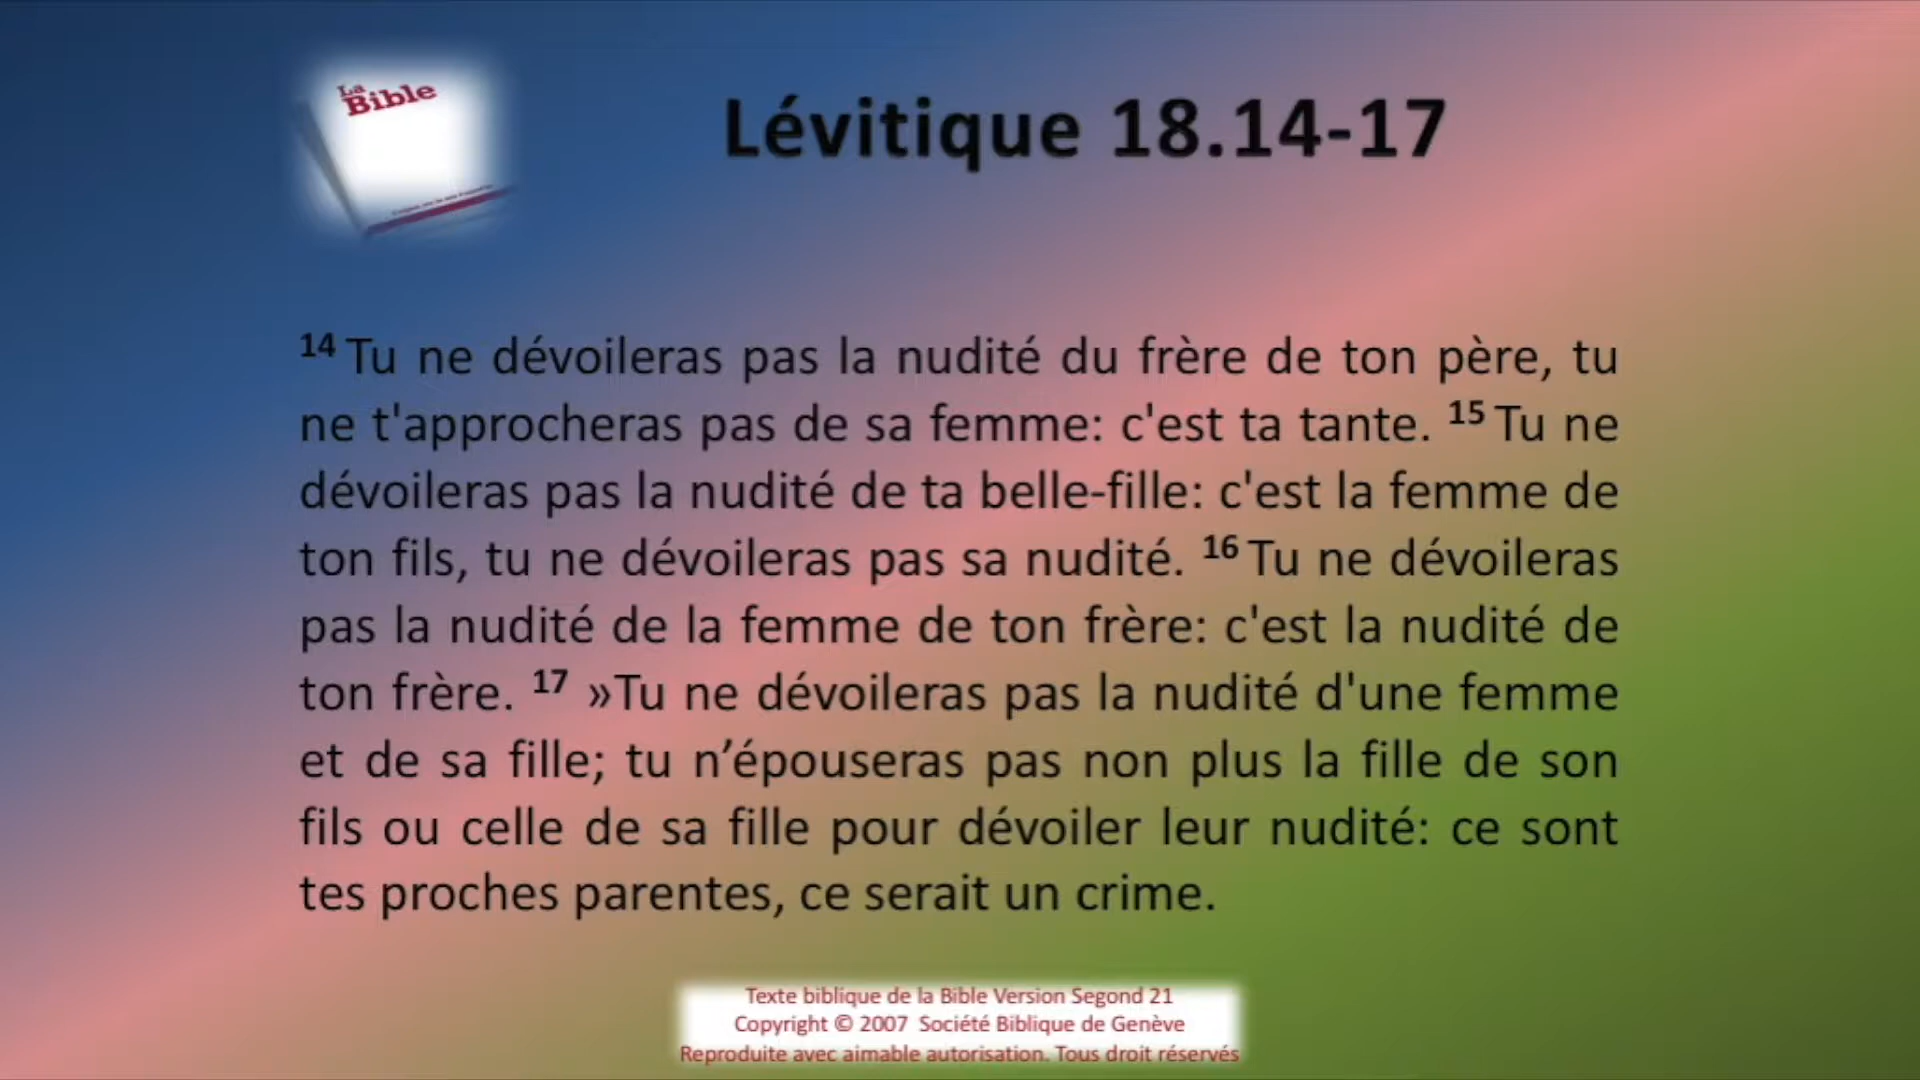 La
Bible
Lévitique 18.14-17
14 Tu ne dévoileras pas la nudité du frère de ton père, tu
ne t'approcheras pas de sa femme: c'est ta tante. 15 Tu ne
dévoileras pas la nudité de ta belle-fille: c'est la femme de
ton fils, tu ne dévoileras pas sa nudité. 16 Tu ne dévoileras
pas la nudité de la femme de ton frère: c'est la nudité de
ton frère. 17 »Tu ne dévoileras pas la nudité d'une femme
et de sa fille; tu n’épouseras pas non plus la fille de son
fils ou celle de sa fille pour dévoiler leur nudité: ce sont
tes proches parentes, ce serait un crime.
Texte biblique de la Bible Version Segond 21
Copyright © 2007 Société Biblique de Genève
Reproduite avec aimable autorisation. Tous droit réservés